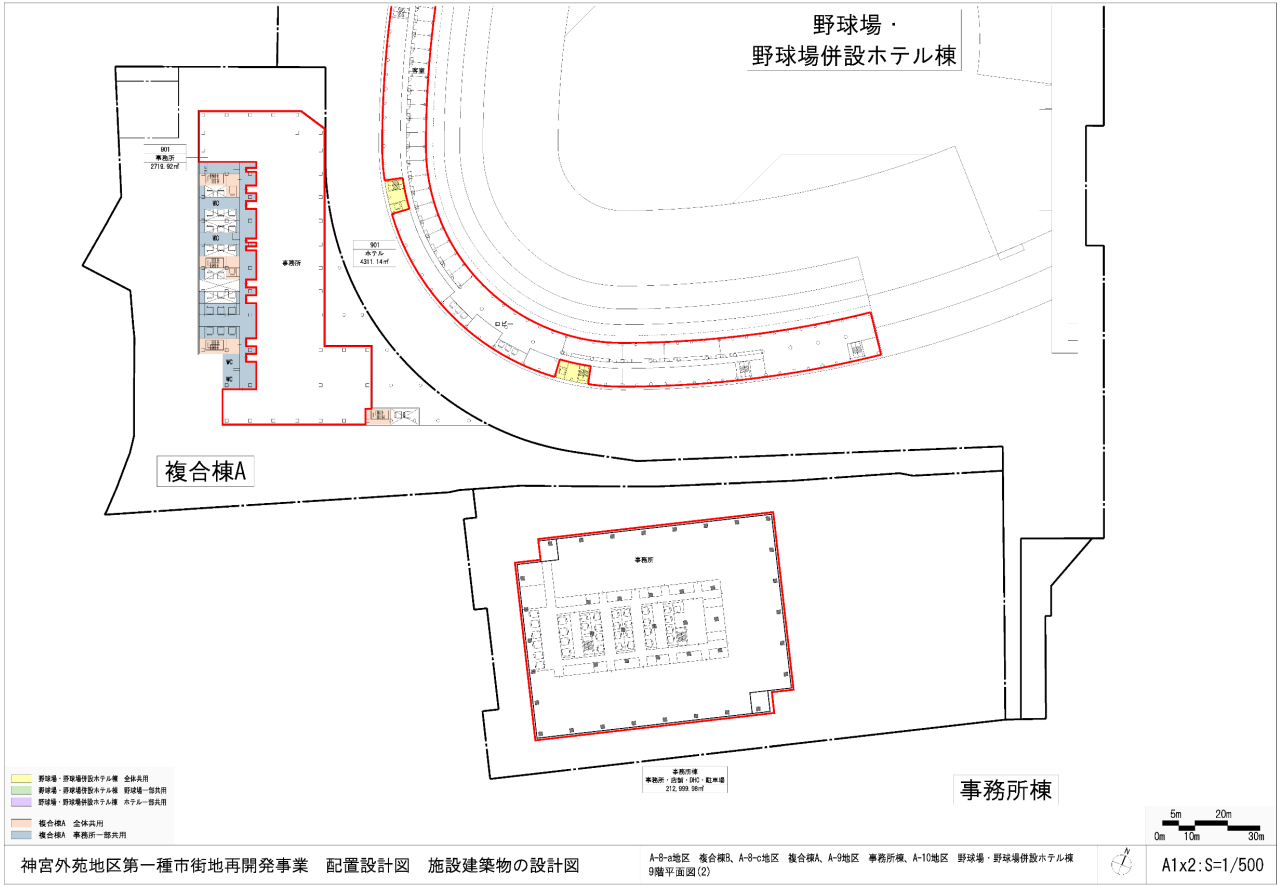 野球場・
野球場併設ホテル棟
客室
901
事務所
2719.92㎡
WC
WC
事務所
901
ホテル
4311.14㎡
ロビー
WC
WC
複合棟A
事務所
事務所棟
事務所・店舗・DHC・駐車場
212,999.98㎡
事務所棟
野球場・野球場併設ホテル棟 全体共用
野球場・野球場併設ホテル棟 野球場一部共用
野球場・野球場併設ホテル棟 ホテル一部共用
複合棟A 全体共用
複合棟A 事務所一部共用
5m 20m
0m 10m 30m
神宮外苑地区第一種市街地再開発事業 配置設計図 施設建築物の設計図
A-8-a地区 複合棟B、A-8-c地区 複合棟A、A-9地区 事務所棟、A-10地区 野球場・野球場併設ホテル棟
9階平面図(2)
N
A1x2:S=1/500